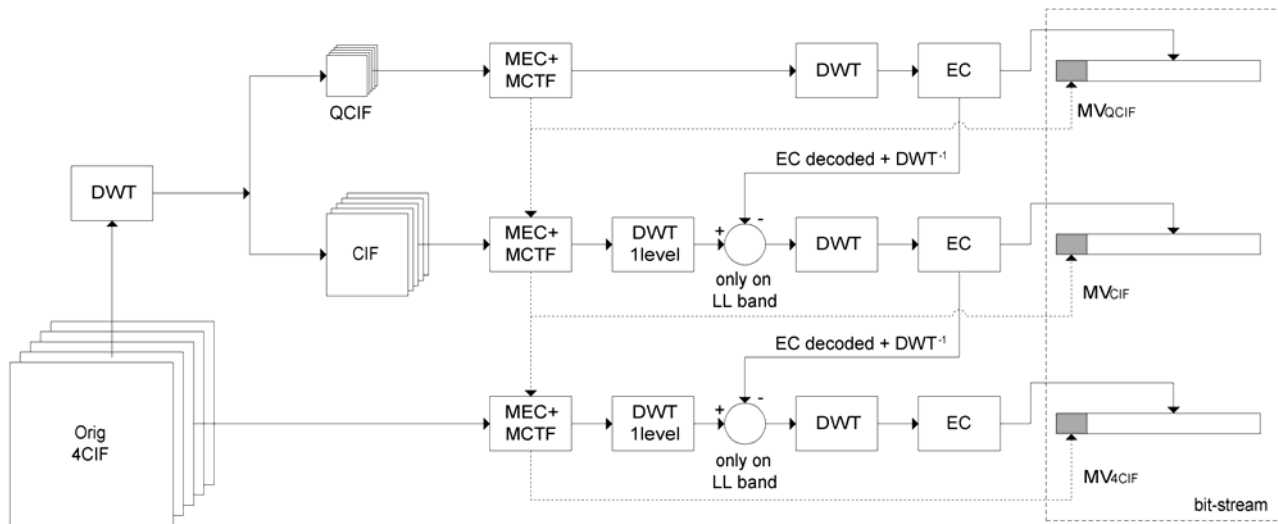 MEC+
MCTF
DWT
EC
QCIF
MVQCIF
EC decoded + DWT-1
DWT
CIF
MEC+
MCTF
DWT
1level
+
-
DWT
EC
only on
LL band
MVCIF
EC decoded + DWT-1
Orig
4CIF
MEC+
MCTF
DWT
1level
+
-
DWT
EC
only on
LL band
MV4CIF
bit-stream